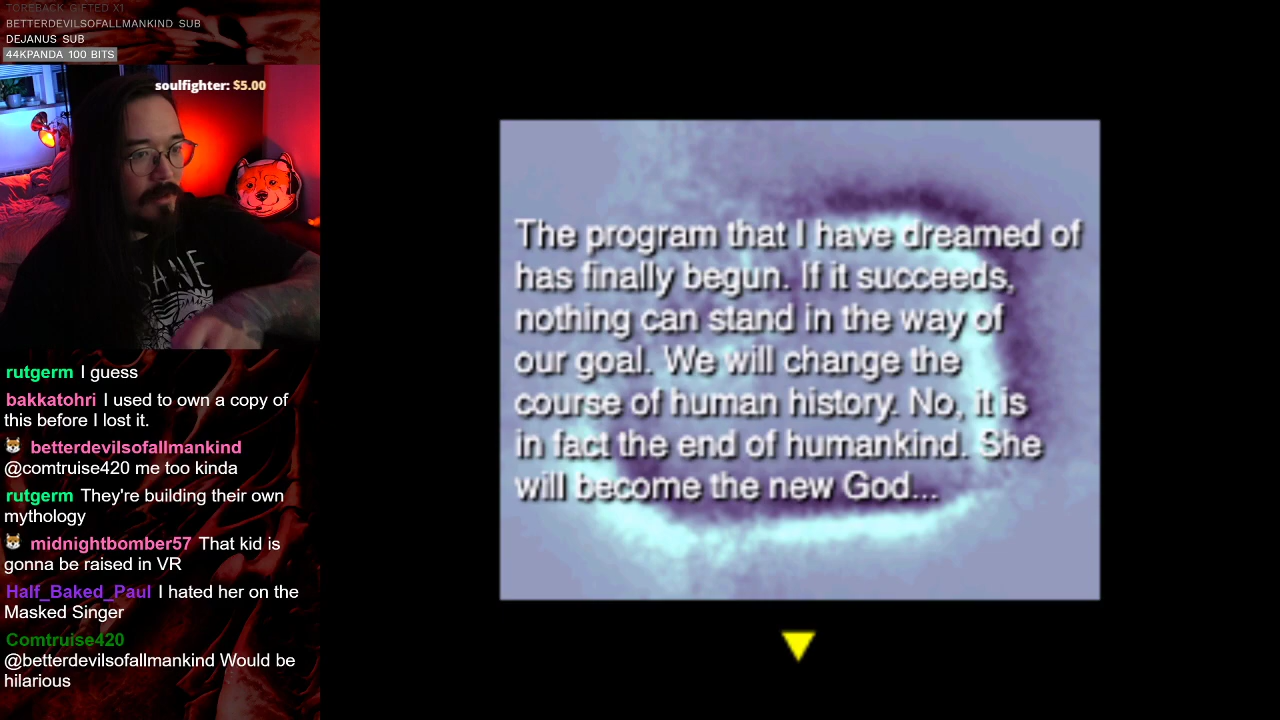 TOREBACK GIFTED X1
BETTERDEVILSOFALLMANKIND SUB
DEJANUS SUB
44KPANDA 100 BITS
soulfighter: $5.00
SANE
rutgerm I guess
bakkatohri I used to own a copy of
this before I lost it.
betterdevilsofallmankind
@comtruise420 me too kinda
rutgerm They're building their own
mythology
midnightbomber57 That kid is
gonna be raised in VR
Half_Baked_Paul I hated her on the
Masked Singer
Comtruise420
@betterdevilsofallmankind Would be
hilarious
The program that I have dreamed of
has finally begun. If it succeeds,
nothing can stand in the way of
our goal. We will change the
course of human history. No, it is
in fact the end of humankind. She
will become the new God...